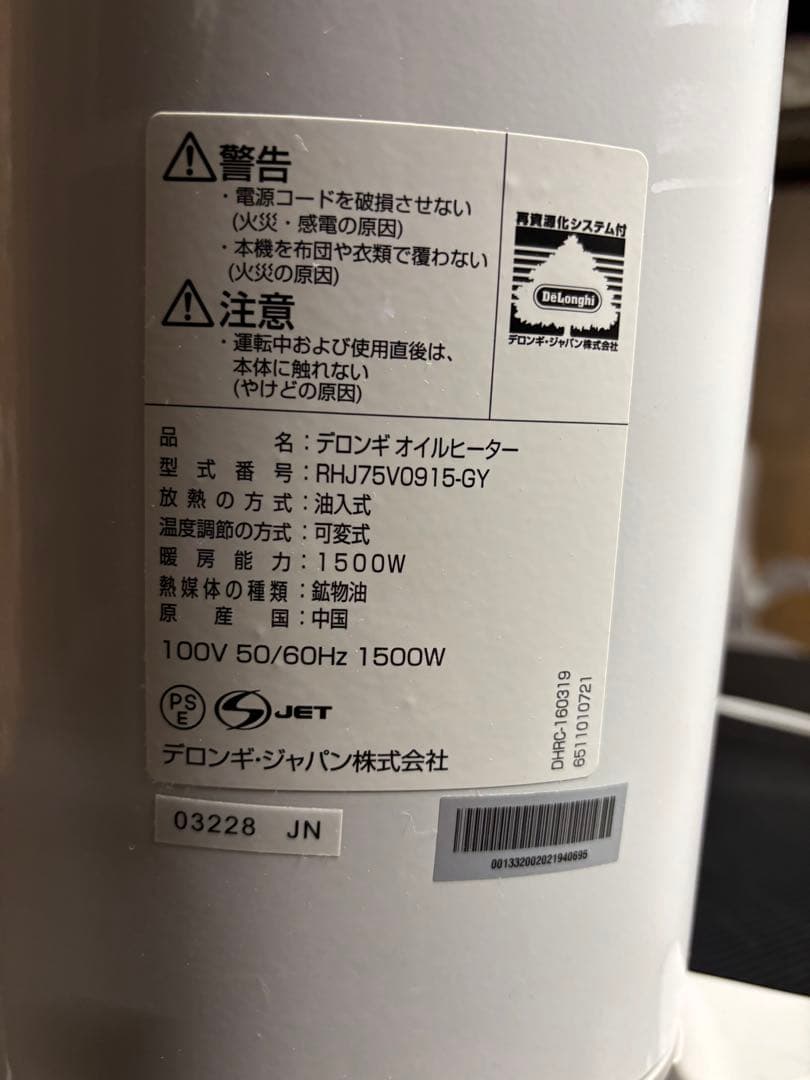 警告
・電源コードを破損させない
(火災・感電の原因)
・本機を布団や衣類で覆わない
(火災の原因)
注意
・運転中および使用直後は、
本体に触れない
(やけどの原因)
再資源化システム付
DeLonghi
デロンギ・ジャパン株式会社
品名：デロンギ オイルヒーター
型式番号：RHJ75V0915-GY
放熱の方式：油入式
温度調節の方式：可変式
暖房能力：1500W
熱媒体の種類：鉱物油
原産国：中国
100V 50/60Hz 1500W
PS
E
JET
デロンギ・ジャパン株式会社
DHRC-160319
6511010721
03228 JN
001332002021940695